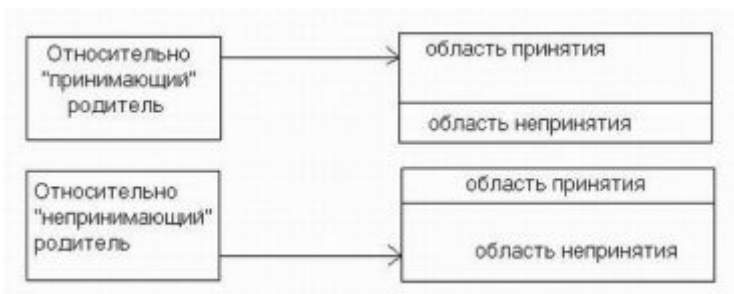 Относительно
"принимающий"
родитель
область принятия
область непринятия
Относительно
"непринимающий"
родитель
область принятия
область непринятия